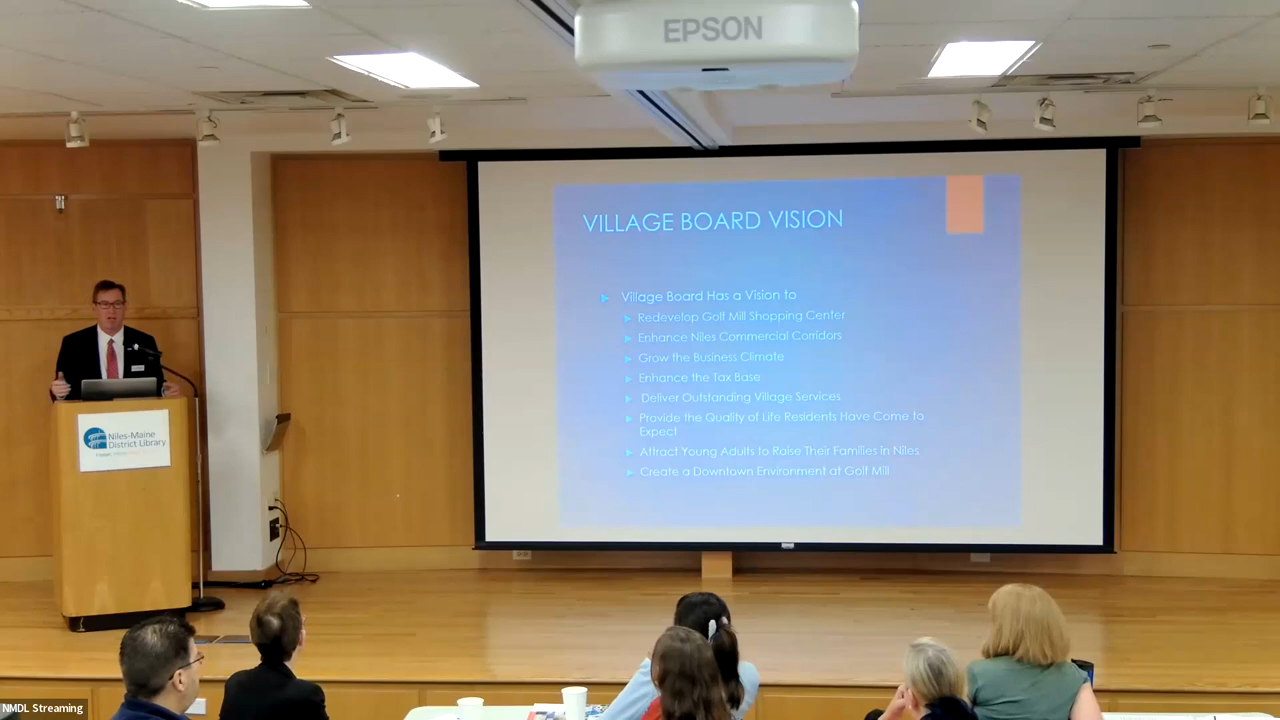 EPSON
VILLAGE BOARD VISION
Village Board Has a Vision to
Redevelop Golf Mill Shopping Center
Enhance Niles Commercial Corridors
Grow the Business Climate
Enhance the Tax Base
Deliver Outstanding Village Services
Provide the Quality of Life Residents Have Come to
Expect
Attract Young Adults to Raise Their Families in Niles
Create a Downtown Environment at Golf Mill
Niles-Maine
District Library
NMDL Streaming